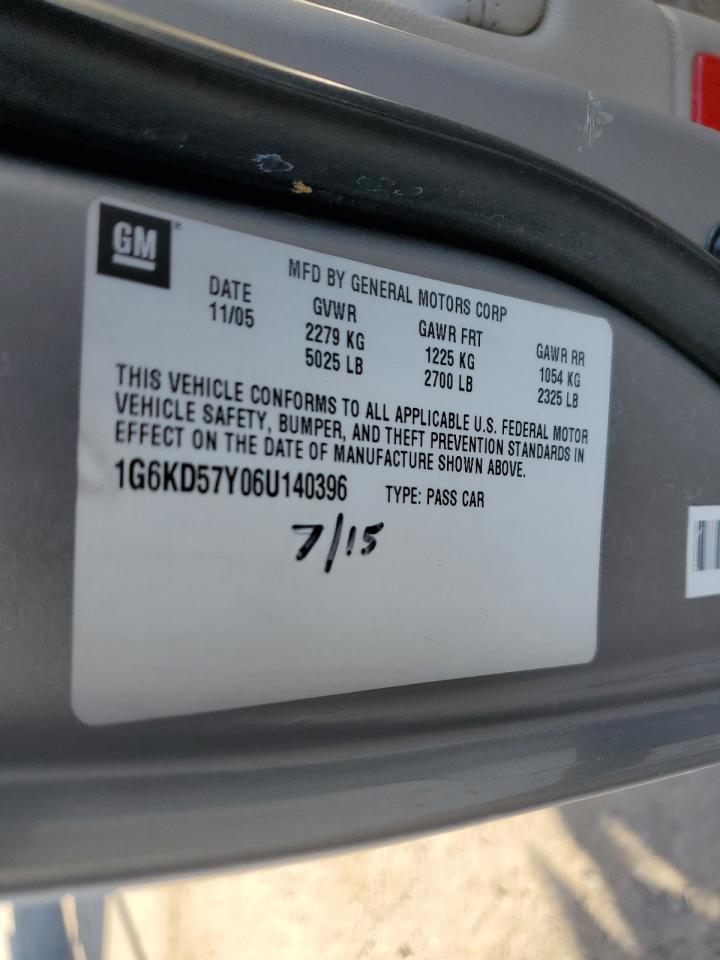 GM
MFD BY GENERAL MOTORS CORP
DATE GVWR GAWR FRT GAWR RR
11/05 2279 KG 1225 KG 1054 KG
5025 LB 2700 LB 2325 LB
THIS VEHICLE CONFORMS TO ALL APPLICABLE U.S. FEDERAL MOTOR
VEHICLE SAFETY, BUMPER, AND THEFT PREVENTION STANDARDS IN
EFFECT ON THE DATE OF MANUFACTURE SHOWN ABOVE.
1G6KD57Y06U140396 TYPE: PASS CAR
7/15